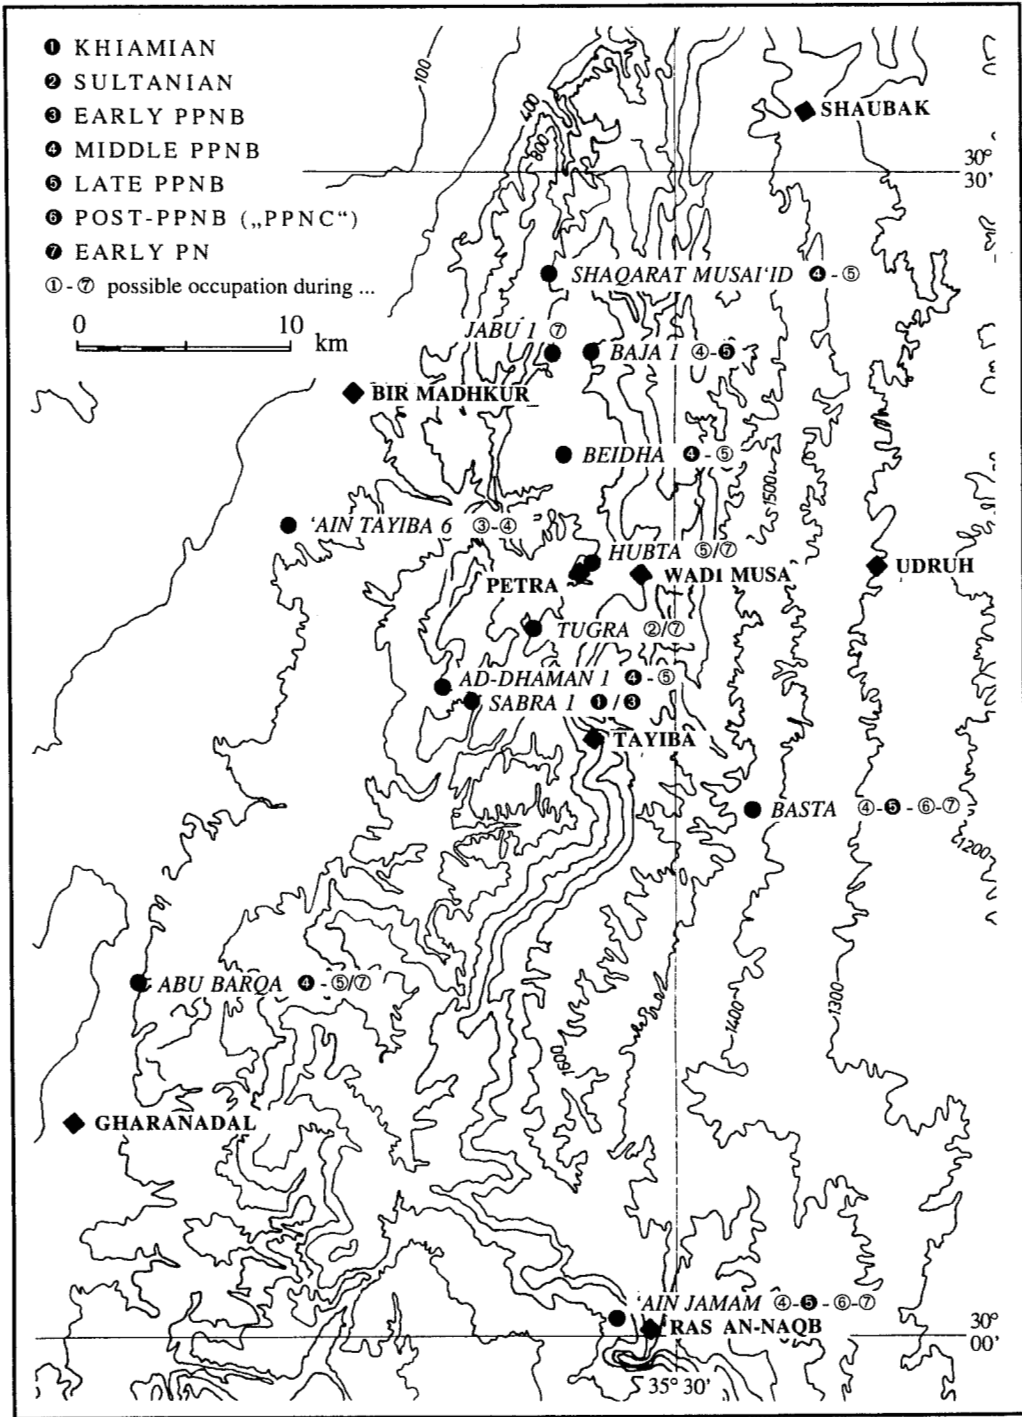 ❶ KHIAMIAN
❷ SULTANIAN
❸ EARLY PPNB
❹ MIDDLE PPNB
❺ LATE PPNB
❻ POST-PPNB („PPNC“)
❼ EARLY PN
①-⑦ possible occupation during ...
0 10
km
100
400
800
SHAUBAK
30°
30'
SHAQARAT MUSAI‘ID ❹-⑤
JABU 1 ⑦
BAJA 1 ④-❺
BIR MADHKUR
BEIDHA ❹-⑤
1500
‘AIN TAYIBA 6 ③-④
HUBTA ⑤/⑦
PETRA
WADI MUSA
UDRUH
TUGRA ②/⑦
AD-DHAMAN 1 ❹-⑤
SABRA 1 ❶/❸
TAYIBA
BASTA ④-❺-⑥-⑦
1200
ABU BARQA ❹-⑤/⑦
1300
1400
1600
GHARANADAL
‘AIN JAMAM ④-❺-⑥-⑦
RAS AN-NAQB
30°
00'
35° 30'